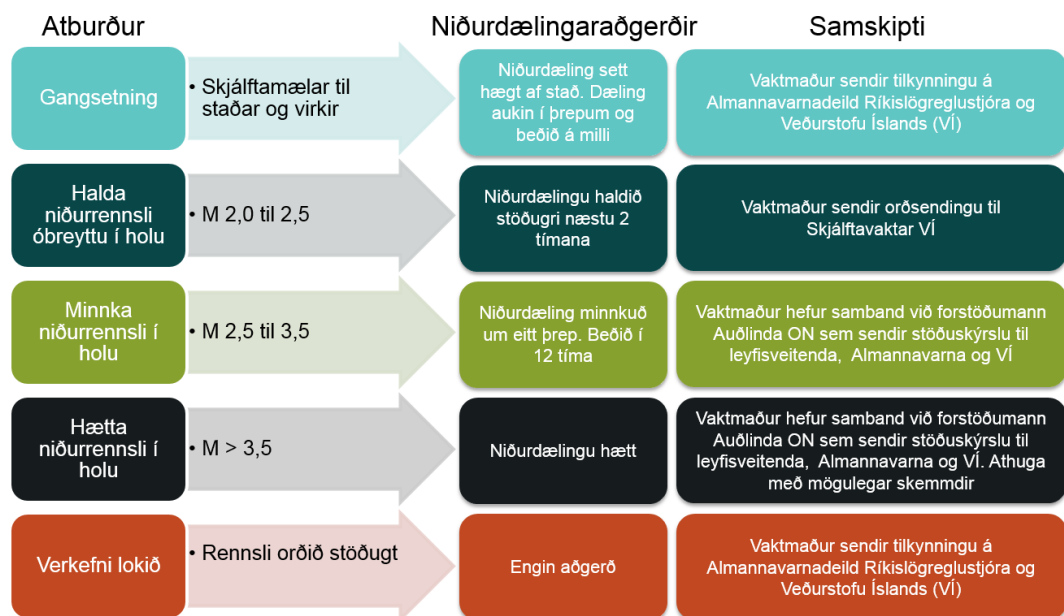 Atburður
Niðurdælingaraðgerðir
Samskipti
Gangsetning
• Skjálftamælar til
staðar og virkir
Niðurdæling sett
hægt af stað. Dæling
aukin í þrepum og
beðið á milli
Vaktmaður sendir tilkynningu á
Almannavarnadeild Ríkislögreglustjóra og
Veðurstofu Íslands (VÍ)
Halda
niðurrennsli
óbreyttu í holu
• M 2,0 til 2,5
Niðurdælingu haldið
stöðugri næstu 2
tímana
Vaktmaður sendir orðsendingu til
Skjálftavaktar VÍ
Minnka
niðurrennsli í
holu
• M 2,5 til 3,5
Niðurdæling minnkuð
um eitt þrep. Beðið í
12 tíma
Vaktmaður hefur samband við forstöðumann
Auðlinda ON sem sendir stöðuskýrslu til
leyfisveitenda, Almannavarna og VÍ
Hætta
niðurrennsli í
holu
• M > 3,5
Niðurdælingu hætt
Vaktmaður hefur samband við forstöðumann
Auðlinda ON sem sendir stöðuskýrslu til
leyfisveitenda, Almannavarna og VÍ. Athuga
með mögulegar skemmdir
Verkefni lokið
• Rennsli orðið stöðugt
Engin aðgerð
Vaktmaður sendir tilkynningu á
Almannavarnadeild Ríkislögreglustjóra og
Veðurstofu Íslands (VÍ)